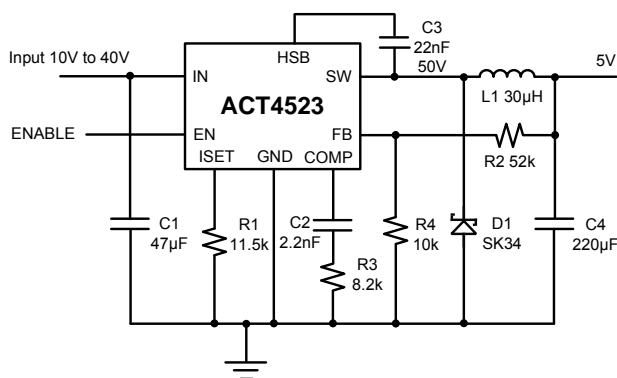 C3
22nF
HSB
Input 10V to 40V
IN
SW
50V
5V
L1 30µH
ACT4523
ENABLE
EN
FB
R2 52k
ISET
GND
COMP
C1
47µF
R1
11.5k
C2
2.2nF
R3
8.2k
R4
10k
D1
SK34
C4
220µF